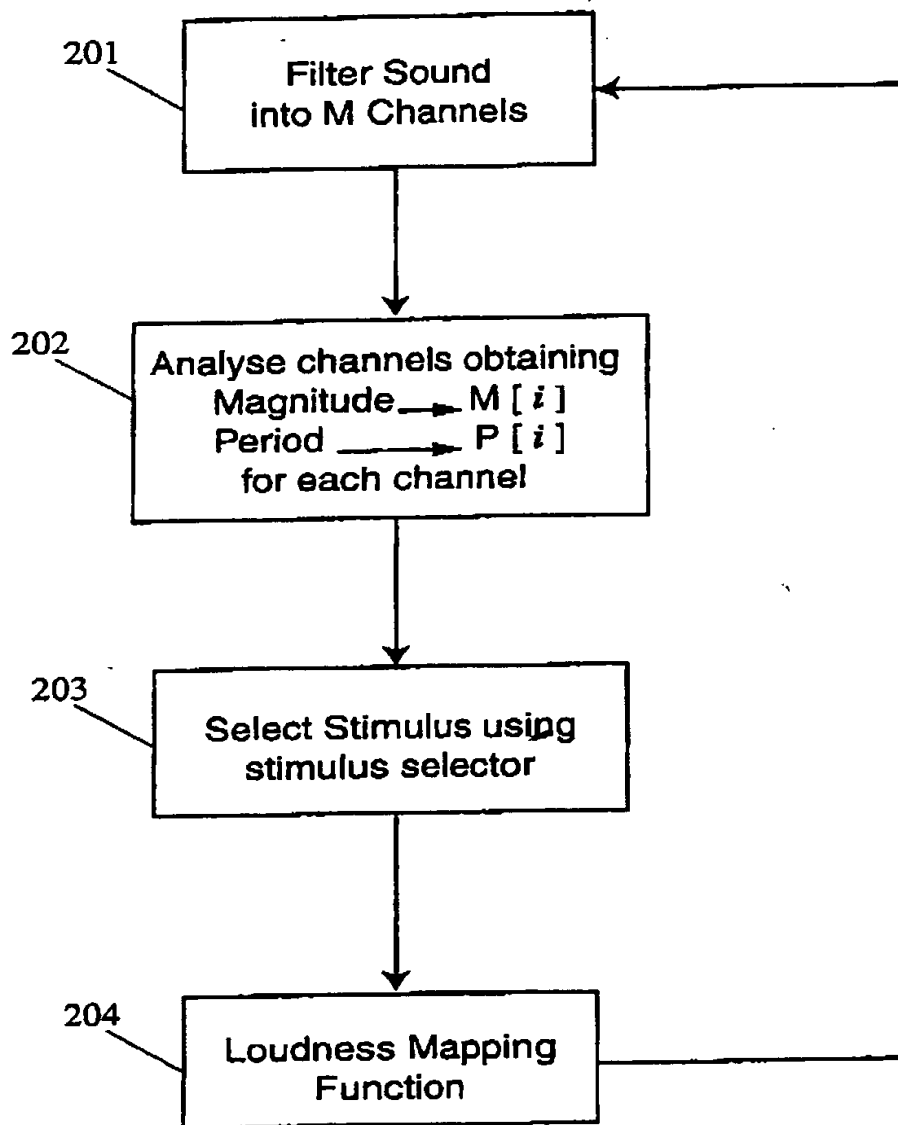 201
Filter Sound
into M Channels
202
Analyse channels obtaining
Magnitude → M [ i ]
Period → P [ i ]
for each channel
203
Select Stimulus using
stimulus selector
204
Loudness Mapping
Function